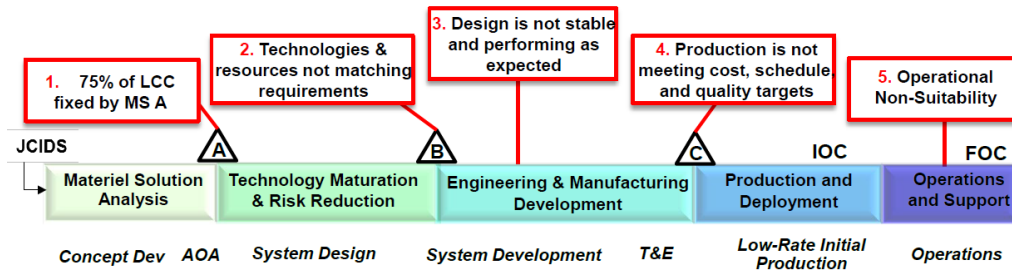 1. 75% of LCC
fixed by MS A
2. Technologies &
resources not matching
requirements
3. Design is not stable
and performing as
expected
4. Production is not
meeting cost, schedule,
and quality targets
5. Operational
Non-Suitability
JCIDS
A
B
C
IOC
FOC
Materiel Solution
Analysis
Technology Maturation
& Risk Reduction
Engineering & Manufacturing
Development
Production and
Deployment
Operations
and Support
Concept Dev
AOA
System Design
System Development
T&E
Low-Rate Initial
Production
Operations